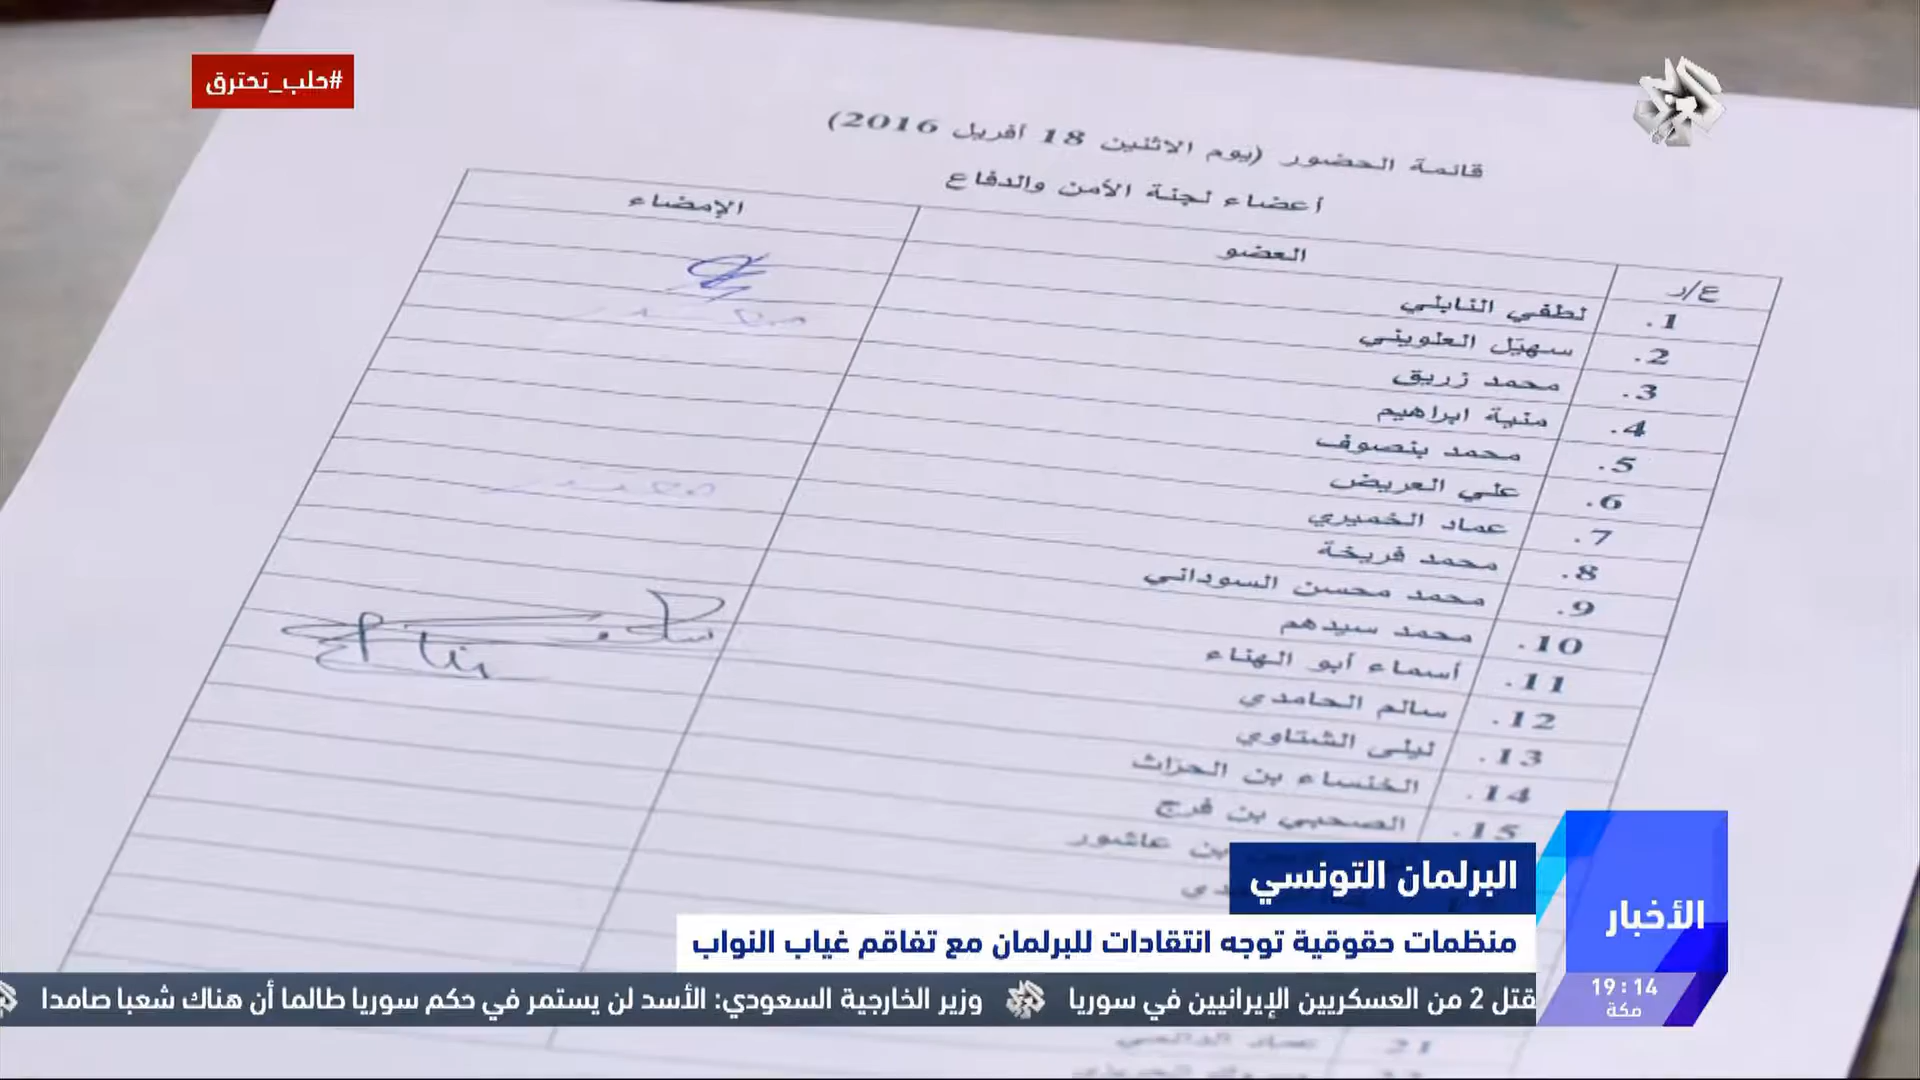 #حلب_تحترق
قائمة الحضور (يوم الاثنين 18 أفريل 2016)
أعضاء لجنة الأمن والدفاع
ع/ر العضو الإمضاء
1. لطفي النابلي
2. سهيل العلويني
3. محمد زريق
4. منية ابراهيم
5. محمد بنصوف
6. علي العريض
7. عماد الخميري
8. محمد فريخة
9. محمد محسن السوداني
10. محمد سيدهم
11. أسماء أبو الهناء
12. سالم الحامدي
13. ليلى الشتاوي
14. الخنساء بن الحراث
15. الصحبي بن فرج
بن عاشور
البرلمان التونسي
منظمات حقوقية توجه انتقادات للبرلمان مع تفاقم غياب النواب
الأخبار
19:14
مكة
مقتل 2 من العسكريين الإيرانيين في سوريا وزير الخارجية السعودي: الأسد لن يستمر في حكم سوريا طالما أن هناك شعبا صامدا
21